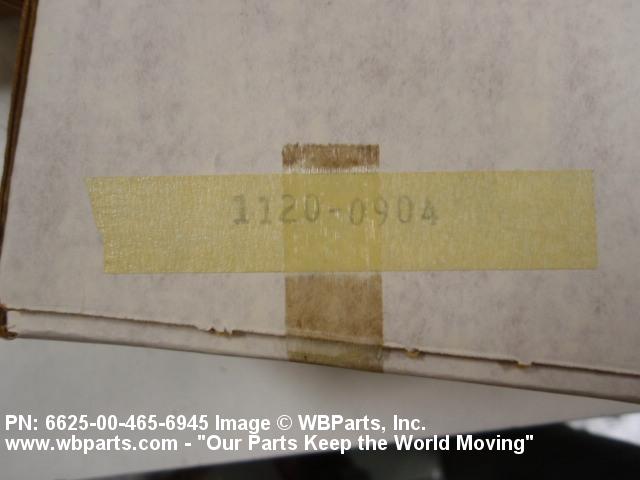 1120-0904
PN: 6625-00-465-6945 Image © WBParts, Inc.
www.wbparts.com - "Our Parts Keep the World Moving"